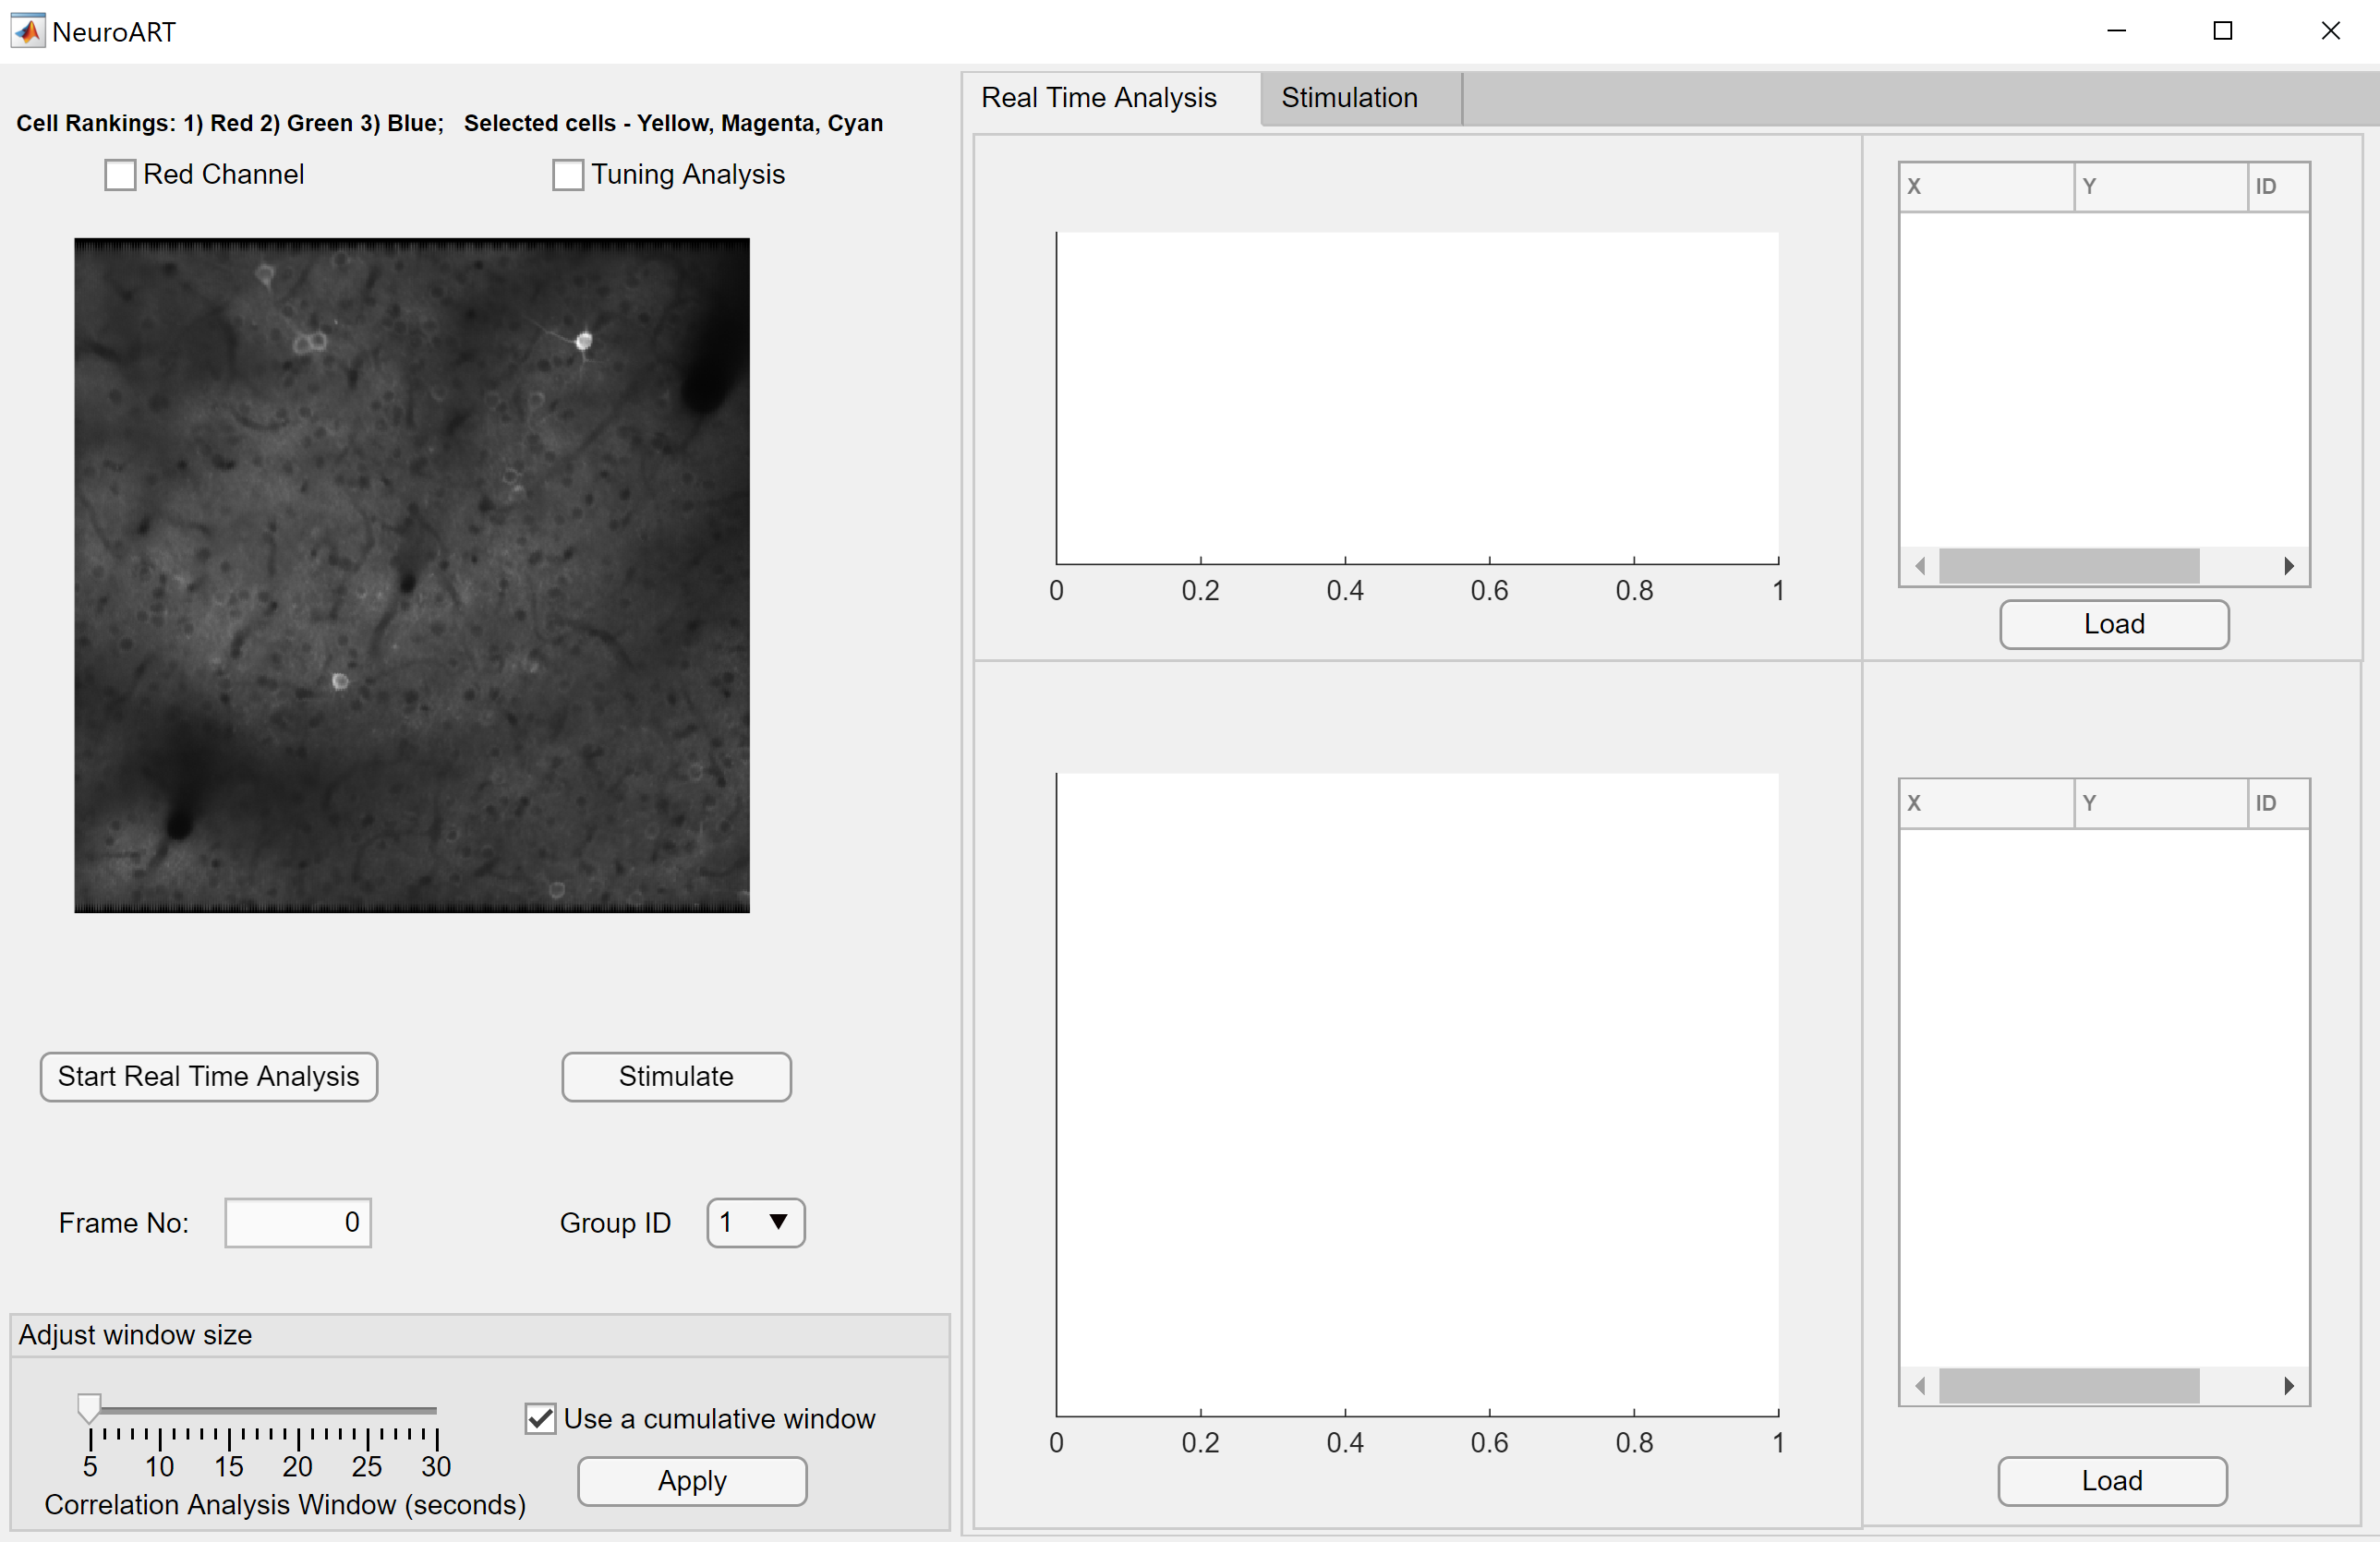 NeuroART
Cell Rankings: 1) Red 2) Green 3) Blue;   Selected cells - Yellow, Magenta, Cyan
Red Channel
Tuning Analysis
Start Real Time Analysis
Stimulate
Frame No:
0
Group ID
1
Adjust window size
5 10 15 20 25 30
Correlation Analysis Window (seconds)
Use a cumulative window
Apply
Real Time Analysis
Stimulation
0 0.2 0.4 0.6 0.8 1
X Y ID
Load
0 0.2 0.4 0.6 0.8 1
X Y ID
Load